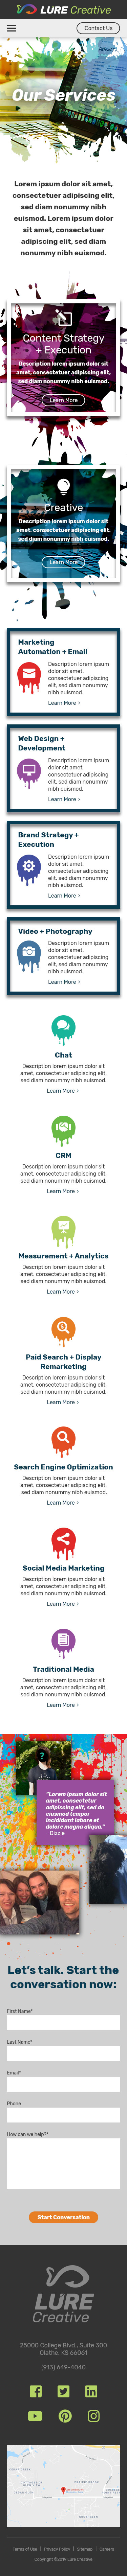 LURE Creative
Contact Us
Our Services
Lorem ipsum dolor sit amet,
consectetuer adipiscing elit,
sed diam nonummy nibh
euismod. Lorem ipsum dolor
sit amet, consectetuer
adipiscing elit, sed diam
nonummy nibh euismod.
Content Strategy
+ Execution
Lorem ipsum dolor sit
amet, consectetuer adipiscing elit,
sed diam nonummy nibh euismod.
Learn More
Creative
Lorem ipsum dolor sit
amet, consectetuer adipiscing elit,
sed diam nonummy nibh euismod.
Learn More
Marketing
Automation + Email
Description lorem ipsum
dolor sit amet,
consectetuer adipiscing
elit, sed diam nonummy
nibh euismod.
Learn More ›
Web Design +
Development
Description lorem ipsum
dolor sit amet,
consectetuer adipiscing
elit, sed diam nonummy
nibh euismod.
Learn More ›
Brand Strategy +
Execution
Description lorem ipsum
dolor sit amet,
consectetuer adipiscing
elit, sed diam nonummy
nibh euismod.
Learn More ›
Video + Photography
Description lorem ipsum
dolor sit amet,
consectetuer adipiscing
elit, sed diam nonummy
nibh euismod.
Learn More ›
Chat
Description lorem ipsum dolor sit
amet, consectetuer adipiscing elit,
sed diam nonummy nibh euismod.
Learn More ›
CRM
Description lorem ipsum dolor sit
amet, consectetuer adipiscing elit,
sed diam nonummy nibh euismod.
Learn More ›
Measurement + Analytics
Description lorem ipsum dolor sit
amet, consectetuer adipiscing elit,
sed diam nonummy nibh euismod.
Learn More ›
Paid Search + Display
Remarketing
Description lorem ipsum dolor sit
amet, consectetuer adipiscing elit,
sed diam nonummy nibh euismod.
Learn More ›
Search Engine Optimization
Description lorem ipsum dolor sit
amet, consectetuer adipiscing elit,
sed diam nonummy nibh euismod.
Learn More ›
Social Media Marketing
Description lorem ipsum dolor sit
amet, consectetuer adipiscing elit,
sed diam nonummy nibh euismod.
Learn More ›
Traditional Media
Description lorem ipsum dolor sit
amet, consectetuer adipiscing elit,
sed diam nonummy nibh euismod.
Learn More ›
"Lorem ipsum dolor sit
amet, consectetur
adipiscing elit, sed do
eiusmod tempor
incididunt labore et
dolore magna aliqua."
- Dizzie
Let's talk. Start the
conversation now:
First Name*
Last Name*
Email*
Phone
How can we help?*
Start Conversation
LURE
Creative
25000 College Blvd., Suite 300
Olathe, KS 66061
(913) 649-4040
Terms of Use | Privacy Policy | Sitemap | Careers
Copyright ©2019 Lure Creative